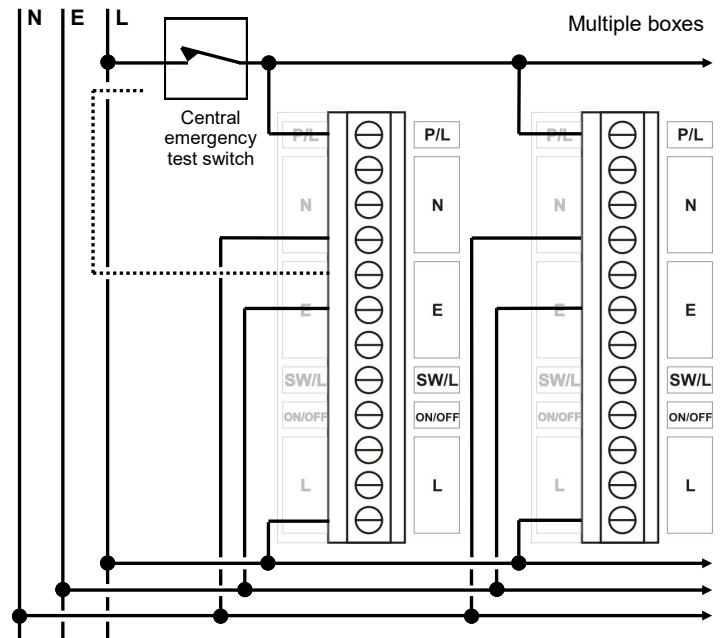 N E L
Multiple boxes
Central
emergency
test switch
P/L P/L P/L P/L
N N N N
E E E E
SW/L SW/L SW/L SW/L
ON/OFF ON/OFF ON/OFF ON/OFF
L L L L